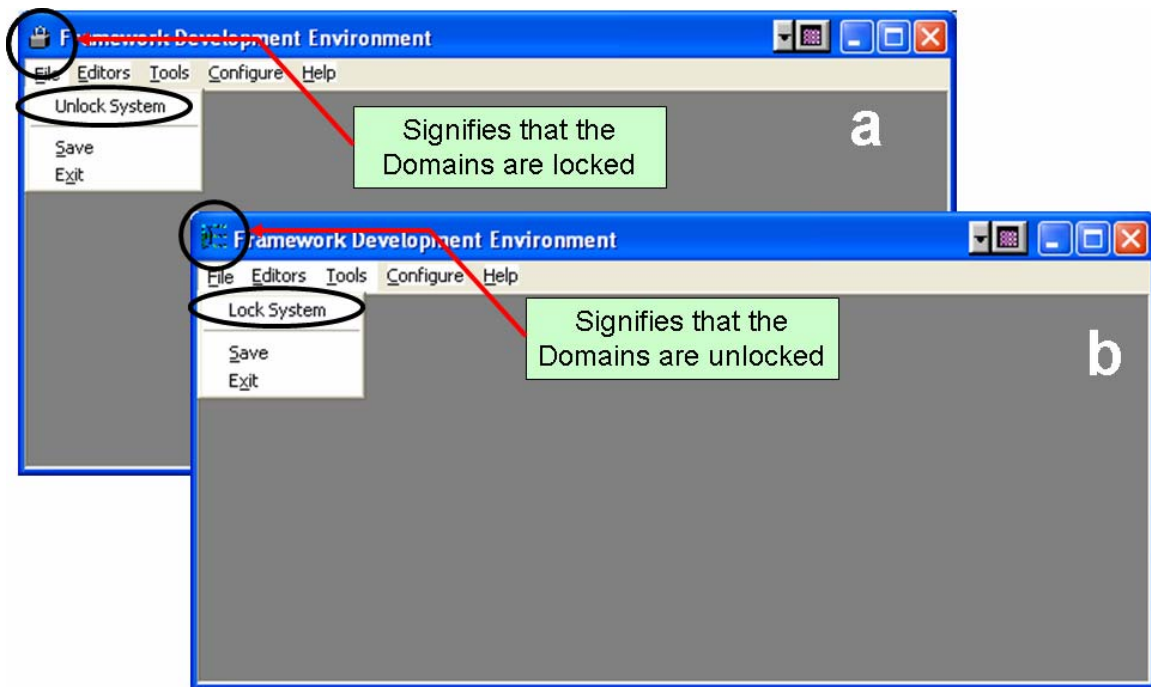 Framework Development Environment
File Editors Tools Configure Help
Unlock System
Save
Exit
Signifies that the
Domains are locked
a
Framework Development Environment
File Editors Tools Configure Help
Lock System
Save
Exit
Signifies that the
Domains are unlocked
b